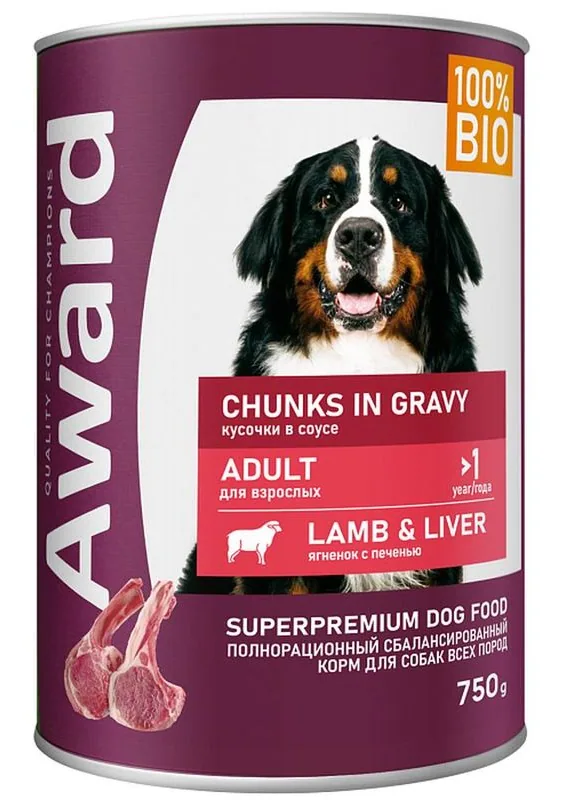 100%
BIO
Award
QUALITY FOR CHAMPIONS
CHUNKS IN GRAVY
кусочки в соусе
ADULT
для взрослых
>1
year/года
LAMB & LIVER
ягненок с печенью
SUPERPREMIUM DOG FOOD
ПОЛНОРАЦИОННЫЙ СБАЛАНСИРОВАННЫЙ
КОРМ ДЛЯ СОБАК ВСЕХ ПОРОД
750g